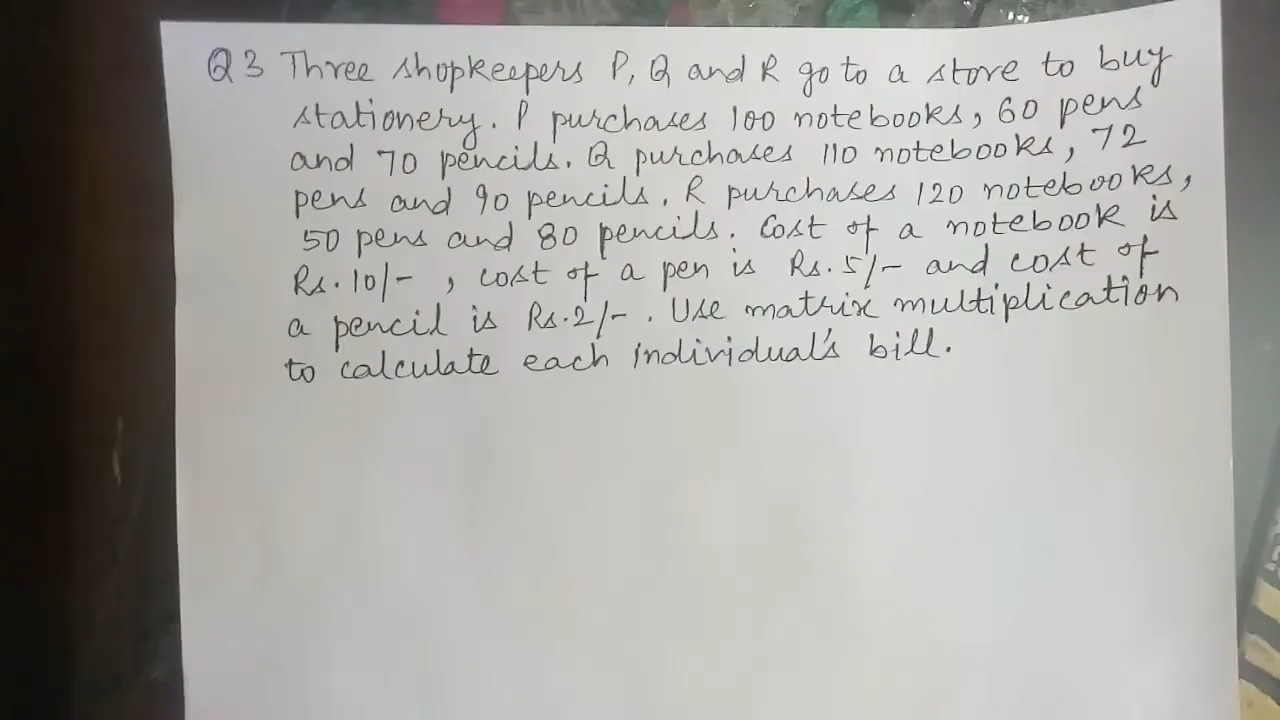 Q3 Three shopkeepers P, Q and R go to a store to buy
stationery. P purchases 100 notebooks, 60 pens
and 70 pencils. Q purchases 110 notebooks, 72
pens and 90 pencils. R purchases 120 notebooks,
50 pens and 80 pencils. Cost of a notebook is
Rs. 10/- , cost of a pen is Rs. 5/- and cost of
a pencil is Rs. 2/- . Use matrix multiplication
to calculate each individual's bill.